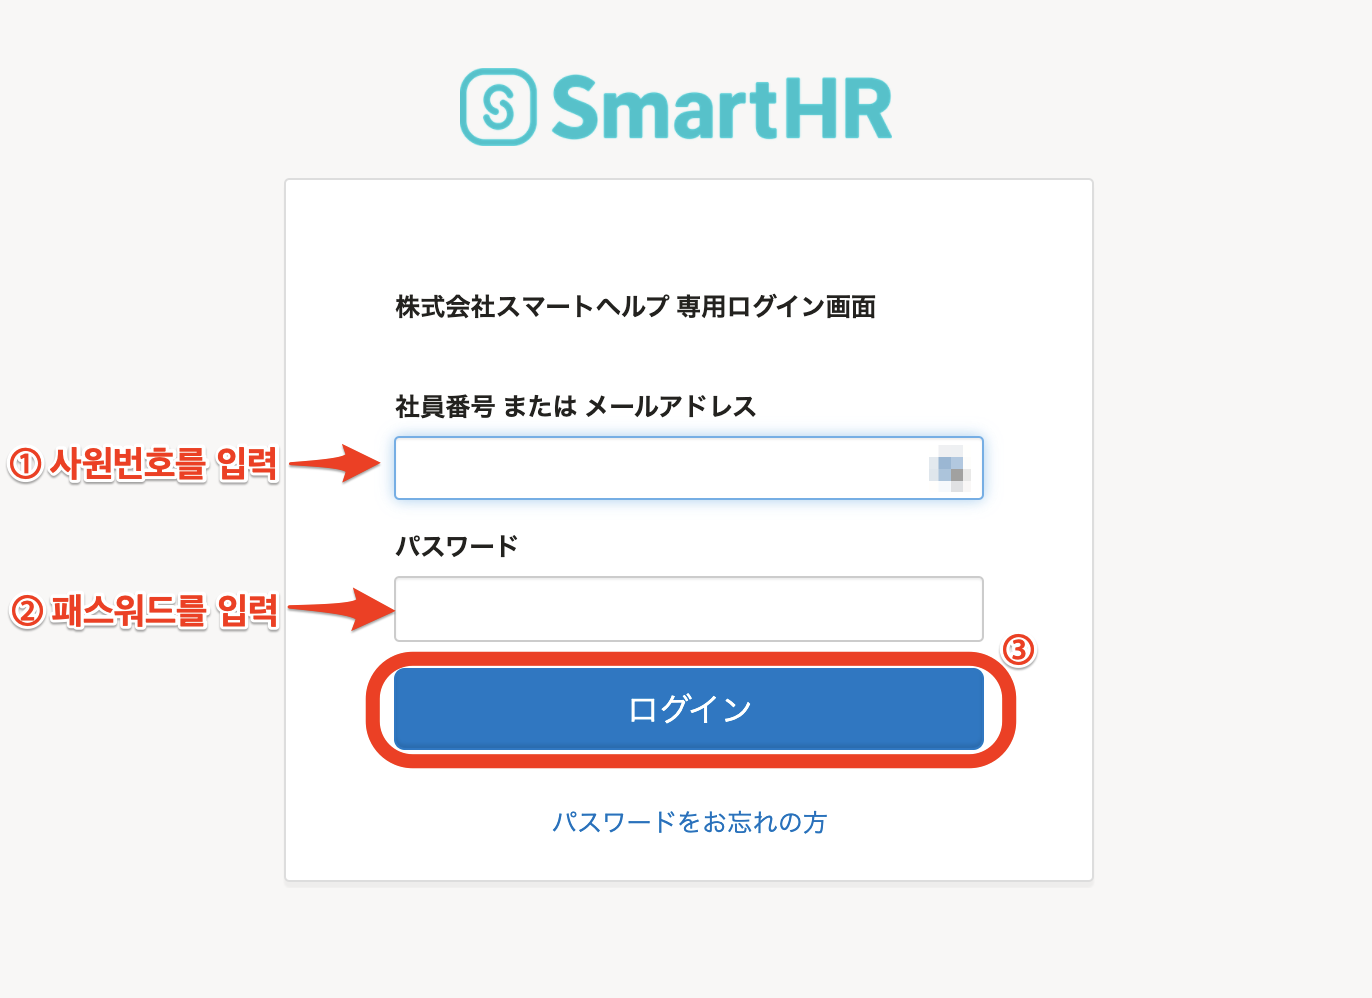 SmartHR
株式会社スマートヘルプ 専用ログイン画面
社員番号 または メールアドレス
① 사원번호를 입력
パスワード
② 패스워드를 입력
③
ログイン
パスワードをお忘れの方